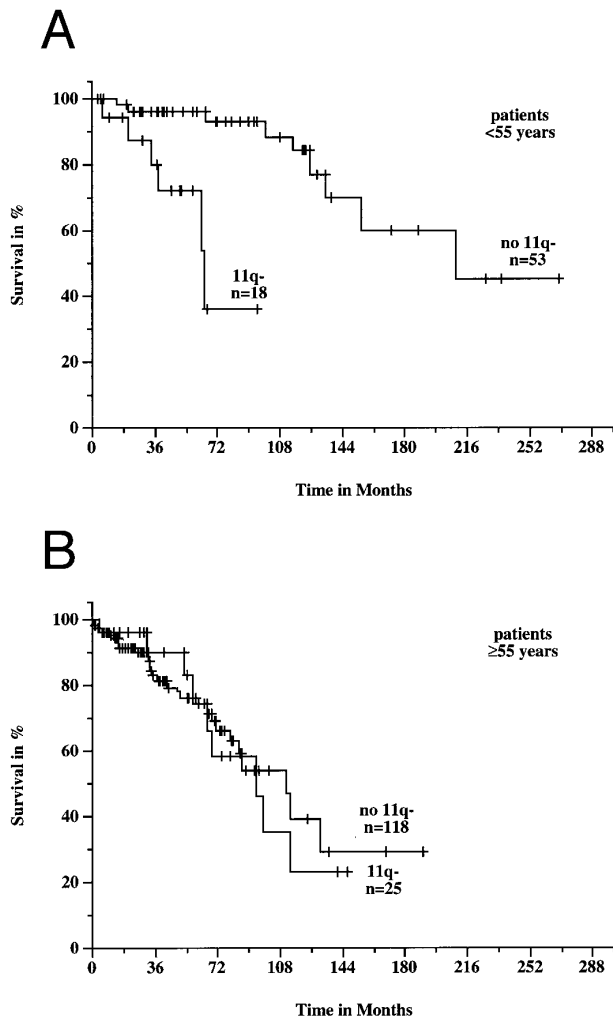 A
100
80
60
40
20
0
Survival in %
patients
<55 years
no 11q-
n=53
11q-
n=18
0 36 72 108 144 180 216 252 288
Time in Months
B
100
80
60
40
20
0
Survival in %
patients
≥55 years
no 11q-
n=118
11q-
n=25
0 36 72 108 144 180 216 252 288
Time in Months